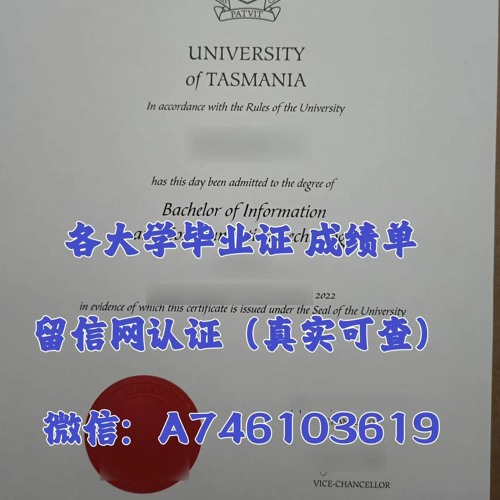 PATVIT
UNIVERSITY
of TASMANIA
In accordance with the Rules of the University
has this day been admitted to the degree of
Bachelor of Information
各大学毕业证 成绩单
2022
in evidence of which this certificate is issued under the Seal of the University
留信网认证（真实可查）
微信：A746103619
VICE-CHANCELLOR